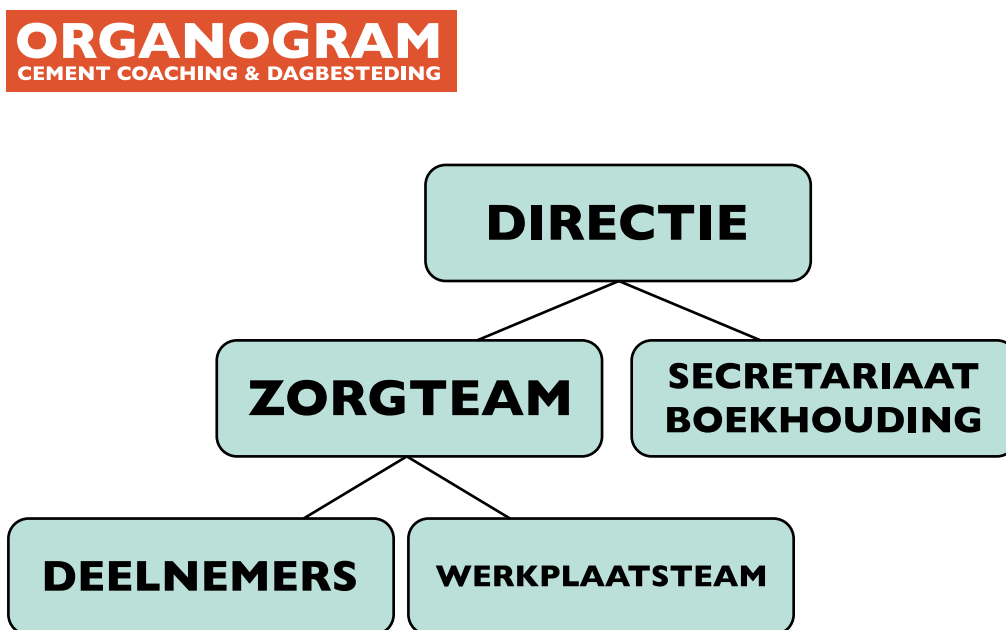 ORGANOGRAM
CEMENT COACHING & DAGBESTEDING
DIRECTIE
ZORGTEAM
SECRETARIAAT
BOEKHOUDING
DEELNEMERS
WERKPLAATSTEAM